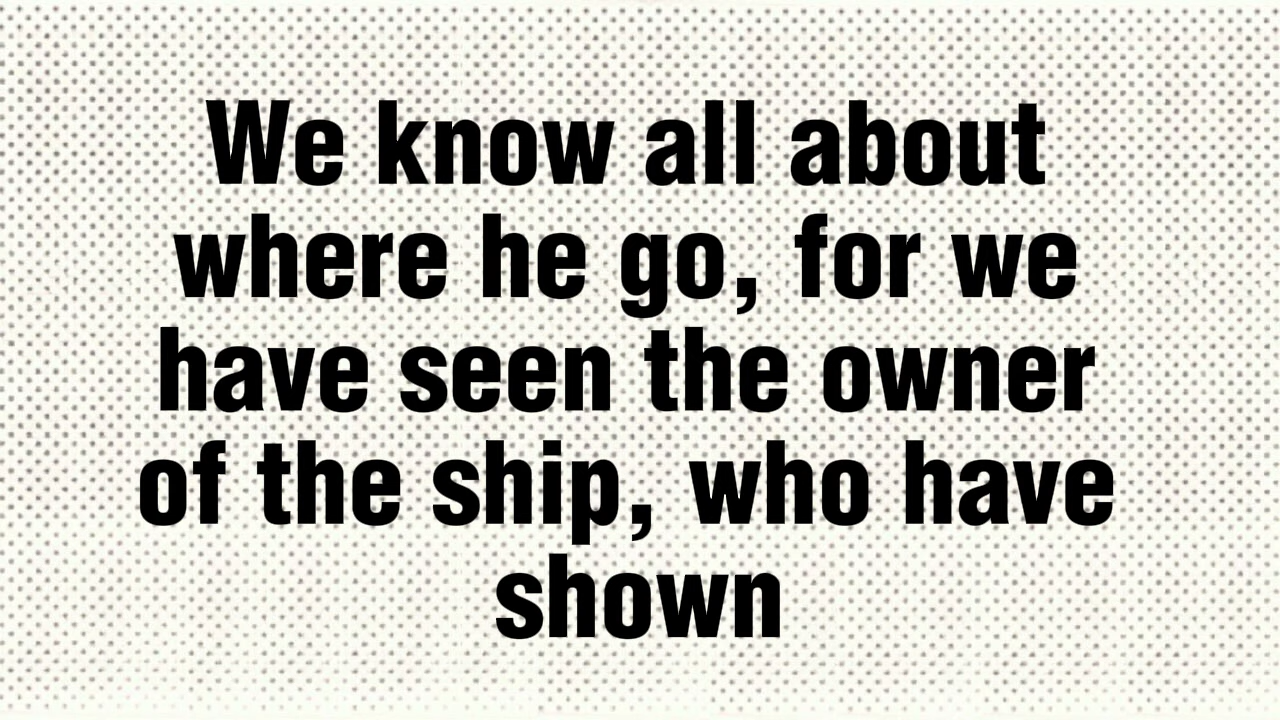 We know all about
where he go, for we
have seen the owner
of the ship, who have
shown